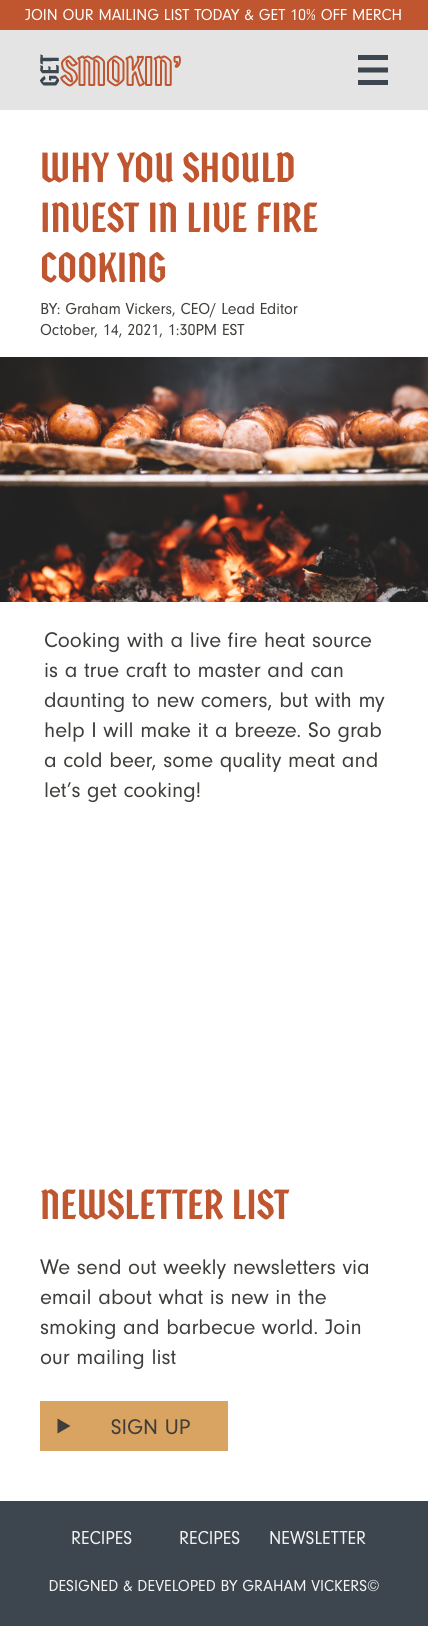 JOIN OUR MAILING LIST TODAY & GET 10% OFF MERCH
GET SMOKIN'
WHY YOU SHOULD
INVEST IN LIVE FIRE
COOKING
BY: Graham Vickers, CEO/ Lead Editor
October, 14, 2021, 1:30PM EST
Cooking with a live fire heat source
is a true craft to master and can
daunting to new comers, but with my
help I will make it a breeze. So grab
a cold beer, some quality meat and
let’s get cooking!
NEWSLETTER LIST
We send out weekly newsletters via
email about what is new in the
smoking and barbecue world. Join
our mailing list
SIGN UP
RECIPES RECIPES NEWSLETTER
DESIGNED & DEVELOPED BY GRAHAM VICKERS©